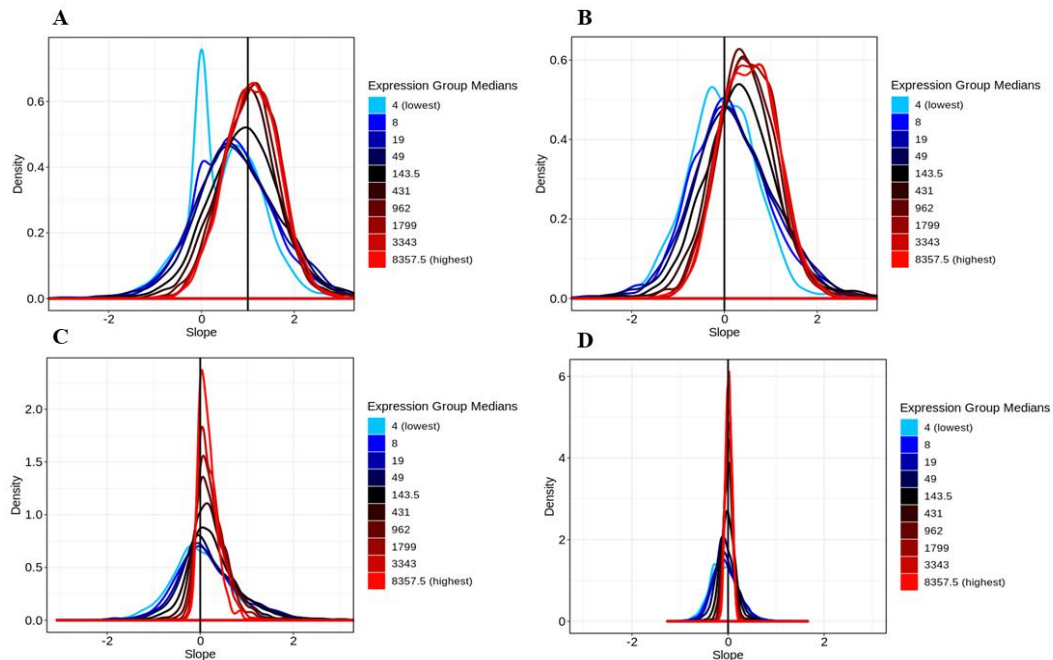 A
Density
0.6
0.4
0.2
0.0
-2
0
2
Slope
Expression Group Medians
4 (lowest)
8
19
49
143.5
431
962
1799
3343
8357.5 (highest)
B
Density
0.6
0.4
0.2
0.0
-2
0
2
Slope
Expression Group Medians
4 (lowest)
8
19
49
143.5
431
962
1799
3343
8357.5 (highest)
C
Density
2.0
1.5
1.0
0.5
0.0
-2
0
2
Slope
Expression Group Medians
4 (lowest)
8
19
49
143.5
431
962
1799
3343
8357.5 (highest)
D
Density
6
4
2
0
-2
0
2
Slope
Expression Group Medians
4 (lowest)
8
19
49
143.5
431
962
1799
3343
8357.5 (highest)